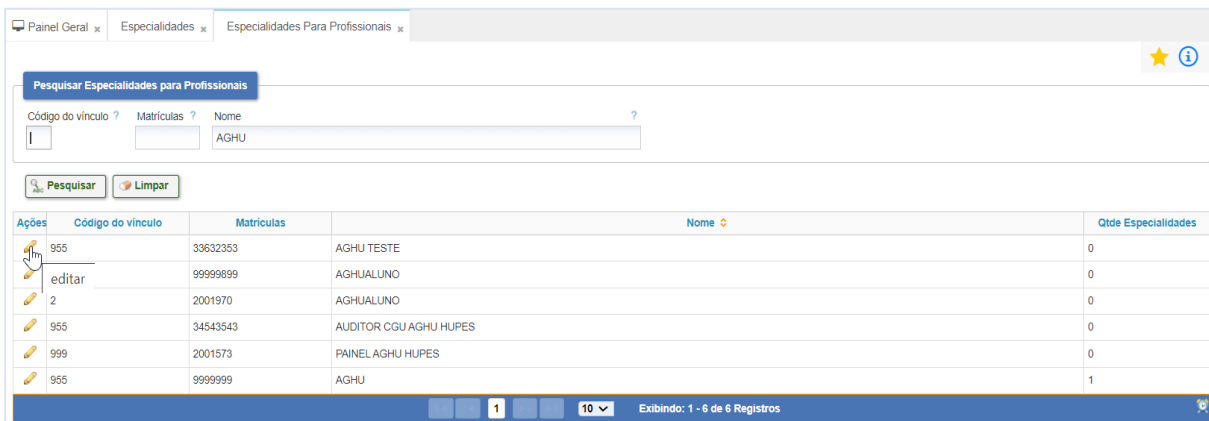 Painel Geral x Especialidades x Especialidades Para Profissionais x
Pesquisar Especialidades para Profissionais
Código do vínculo ? Matrículas ? Nome ?
AGHU
Pesquisar Limpar
Ações Código do vínculo Matrículas Nome Qtde Especialidades
955 33632353 AGHU TESTE 0
editar 99999899 AGHUALUNO 0
2 2001970 AGHUALUNO 0
955 34543543 AUDITOR CGU AGHU HUPES 0
999 2001573 PAINEL AGHU HUPES 0
955 9999999 AGHU 1
1 10 Exibindo: 1 - 6 de 6 Registros